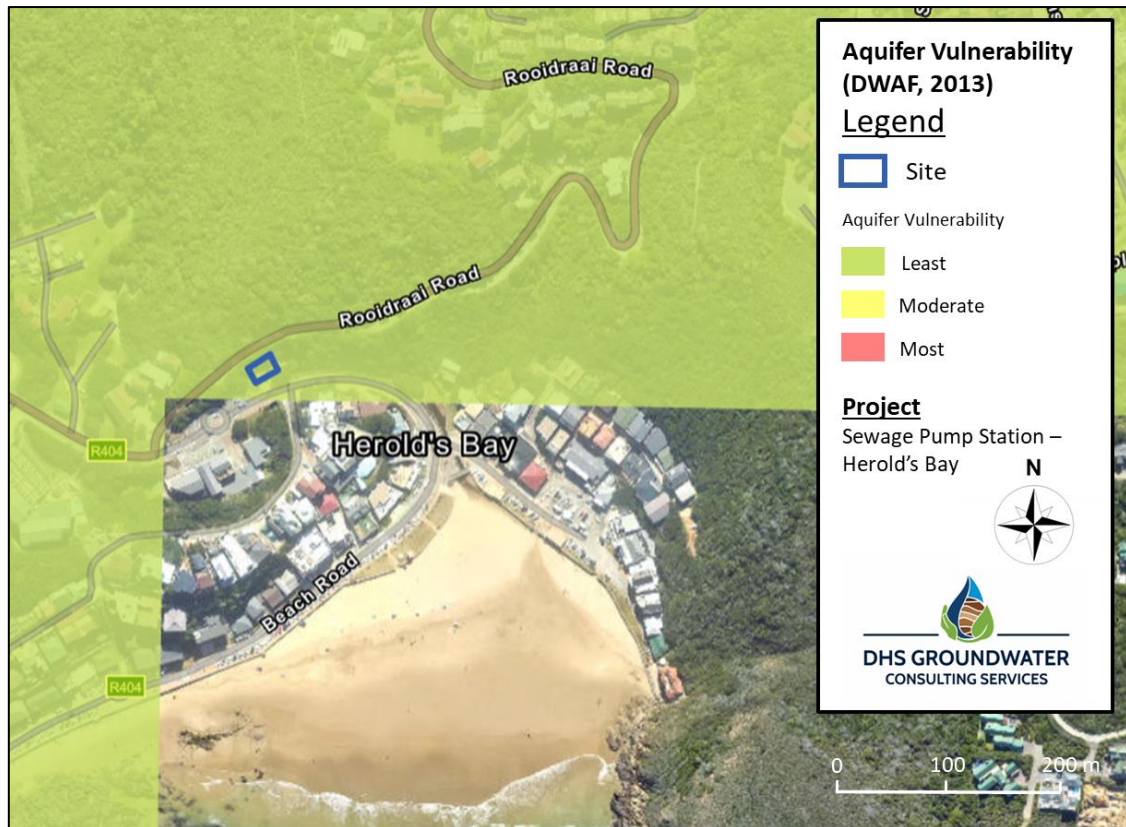 Rooidraai Road
Rooidraai Road
R404
Herold's Bay
Beach Road
R404
Aquifer Vulnerability
(DWAF, 2013)
Legend
Site
Aquifer Vulnerability
Least
Moderate
Most
Project
Sewage Pump Station –
Herold's Bay
N
DHS GROUNDWATER
CONSULTING SERVICES
0 100 200 m